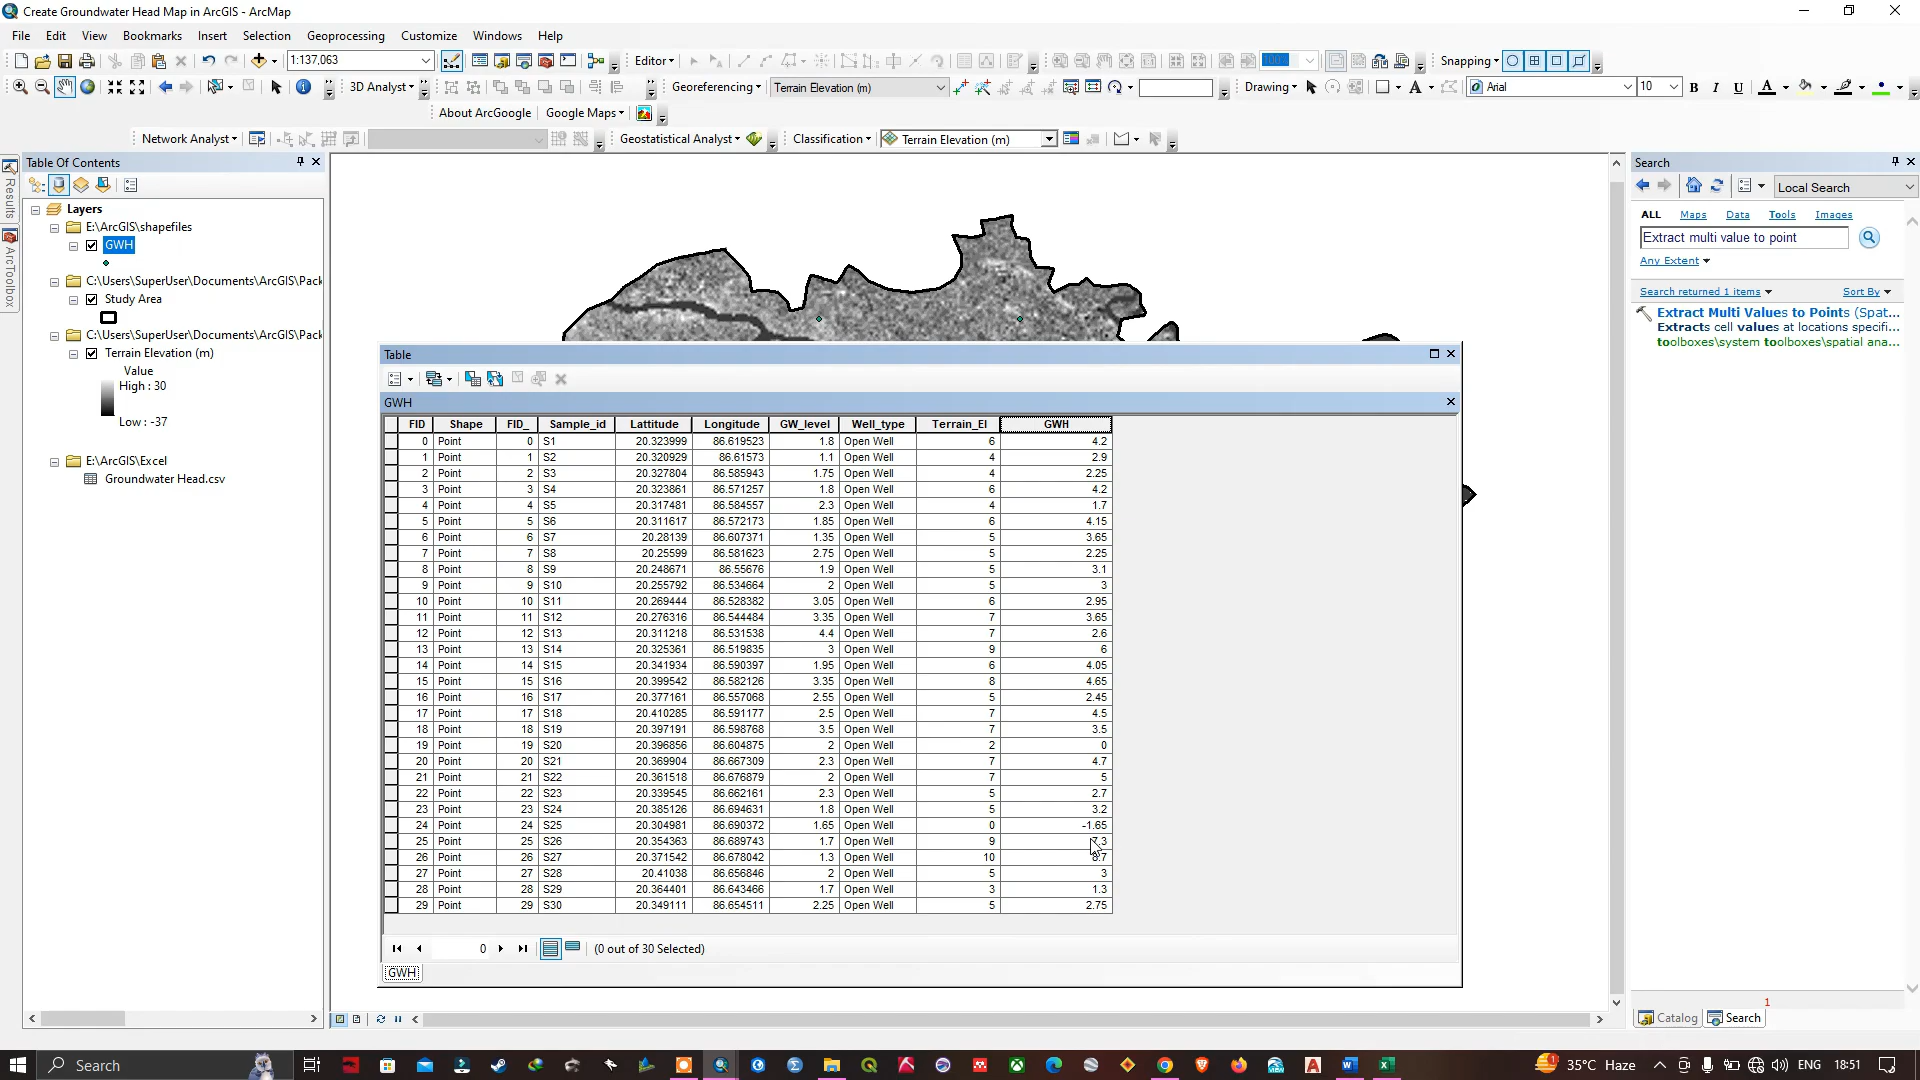 Create Groundwater Head Map in ArcGIS - ArcMap
File Edit View Bookmarks Insert Selection Geoprocessing Customize Windows Help
1:137,063 Editor 100% Snapping
3D Analyst Georeferencing Terrain Elevation (m) Drawing A Arial 10 B I U A
About ArcGeocode Google Maps
Network Analyst Geostatistical Analyst Classification Terrain Elevation (m)
Results
ArcToolbox
Table Of Contents
Layers
E:\ArcGIS\shapefiles
GWH
C:\Users\SuperUser\Documents\ArcGIS\Pack
Study Area
C:\Users\SuperUser\Documents\ArcGIS\Pack
Terrain Elevation (m)
Value
High : 30
Low : -37
E:\ArcGIS\Excel
Groundwater Head.csv
Table
GWH
FID Shape FID_ Sample_id Lattitude Longitude GW_level Well_type Terrain_El GWH
0 Point 0 S1 20.323999 86.619523 1.8 Open Well 6 4.2
1 Point 1 S2 20.320929 86.61573 1.1 Open Well 4 2.9
2 Point 2 S3 20.327804 86.585943 1.75 Open Well 4 2.25
3 Point 3 S4 20.323861 86.571257 1.8 Open Well 6 4.2
4 Point 4 S5 20.317481 86.584557 2.3 Open Well 4 1.7
5 Point 5 S6 20.311617 86.572173 1.85 Open Well 6 4.15
6 Point 6 S7 20.28139 86.607371 1.35 Open Well 5 3.65
7 Point 7 S8 20.25599 86.581623 2.75 Open Well 5 2.25
8 Point 8 S9 20.248671 86.55676 1.9 Open Well 5 3.1
9 Point 9 S10 20.255792 86.534664 2 Open Well 5 3
10 Point 10 S11 20.269444 86.528382 3.05 Open Well 6 2.95
11 Point 11 S12 20.276316 86.544484 3.35 Open Well 7 3.65
12 Point 12 S13 20.311218 86.531538 4.4 Open Well 7 2.6
13 Point 13 S14 20.325361 86.519835 3 Open Well 9 6
14 Point 14 S15 20.341934 86.590397 1.95 Open Well 6 4.05
15 Point 15 S16 20.399542 86.582126 3.35 Open Well 8 4.65
16 Point 16 S17 20.377161 86.557068 2.55 Open Well 5 2.45
17 Point 17 S18 20.410285 86.591177 2.5 Open Well 7 4.5
18 Point 18 S19 20.397191 86.598768 3.5 Open Well 7 3.5
19 Point 19 S20 20.396856 86.604875 2 Open Well 2 0
20 Point 20 S21 20.369904 86.667309 2.3 Open Well 7 4.7
21 Point 21 S22 20.361518 86.676879 2 Open Well 7 5
22 Point 22 S23 20.339545 86.662161 2.3 Open Well 5 2.7
23 Point 23 S24 20.385126 86.694631 1.8 Open Well 5 3.2
24 Point 24 S25 20.304981 86.690372 1.65 Open Well 0 -1.65
25 Point 25 S26 20.354363 86.689743 1.7 Open Well 9 7.3
26 Point 26 S27 20.371542 86.678042 1.3 Open Well 10 8.7
27 Point 27 S28 20.41038 86.656846 2 Open Well 5 3
28 Point 28 S29 20.364401 86.643466 1.7 Open Well 3 1.3
29 Point 29 S30 20.349111 86.654511 2.25 Open Well 5 2.75
0 (0 out of 30 Selected)
GWH
Search
Local Search
ALL Maps Data Tools Images
Extract multi value to point
Any Extent
Search returned 1 items Sort By
Extract Multi Values to Points (Spat...
Extracts cell values at locations specifi...
toolboxes\system toolboxes\spatial ana...
1
Catalog Search
Search 35°C Haze ENG 18:51